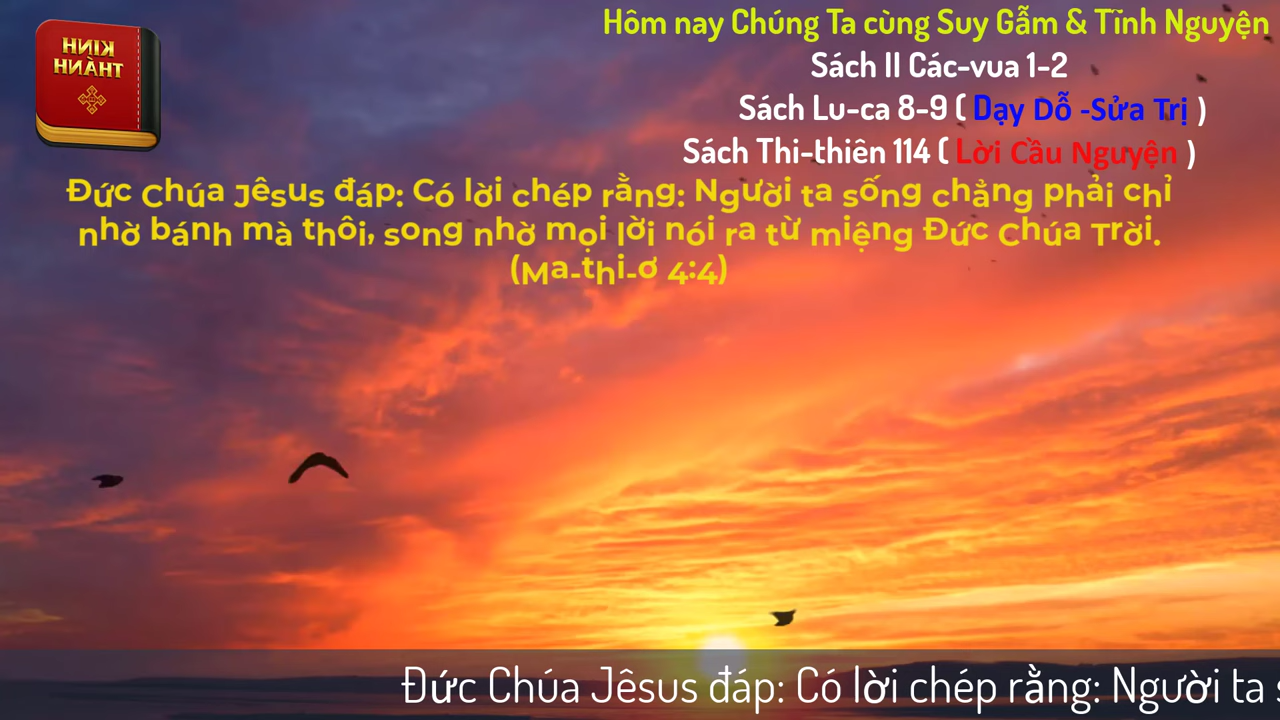 KINH
THÀNH
Hôm nay Chúng Ta cùng Suy Gẫm & Tĩnh Nguyện
Sách II Các-vua 1-2
Sách Lu-ca 8-9 ( Dạy Dỗ -Sửa Trị )
Sách Thi-thiên 114 ( Lời Cầu Nguyện )
Đức Chúa Jêsus đáp: Có lời chép rằng: Người ta sống chẳng phải chỉ
nhờ bánh mà thôi, song nhờ mọi lời nói ra từ miệng Đức Chúa Trời.
(Ma-thi-ơ 4:4)
Đức Chúa Jêsus đáp: Có lời chép rằng: Người ta